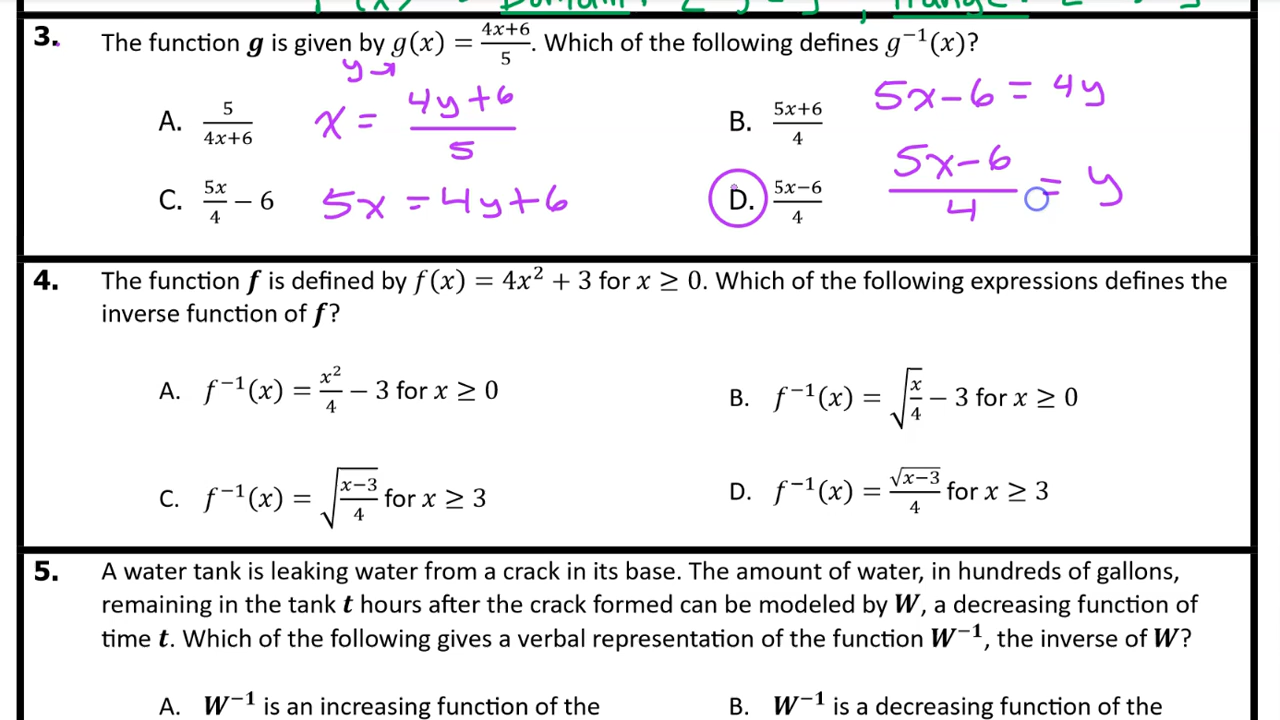 3. The function g is given by g(x) = (4x+6)/5. Which of the following defines g⁻¹(x)?
y →
A. 5/(4x+6)
x = (4y+6)/5
B. (5x+6)/4
5x-6 = 4y
C. 5x/4 − 6
5x = 4y+6
D. (5x−6)/4
(5x-6)/4 = y
4. The function f is defined by f(x) = 4x² + 3 for x ≥ 0. Which of the following expressions defines the
inverse function of f?
A. f⁻¹(x) = x²/4 − 3 for x ≥ 0
B. f⁻¹(x) = √(x/4) − 3 for x ≥ 0
C. f⁻¹(x) = √((x−3)/4) for x ≥ 3
D. f⁻¹(x) = √(x−3)/4 for x ≥ 3
5. A water tank is leaking water from a crack in its base. The amount of water, in hundreds of gallons,
remaining in the tank t hours after the crack formed can be modeled by W, a decreasing function of
time t. Which of the following gives a verbal representation of the function W⁻¹, the inverse of W?
A. W⁻¹ is an increasing function of the
B. W⁻¹ is a decreasing function of the